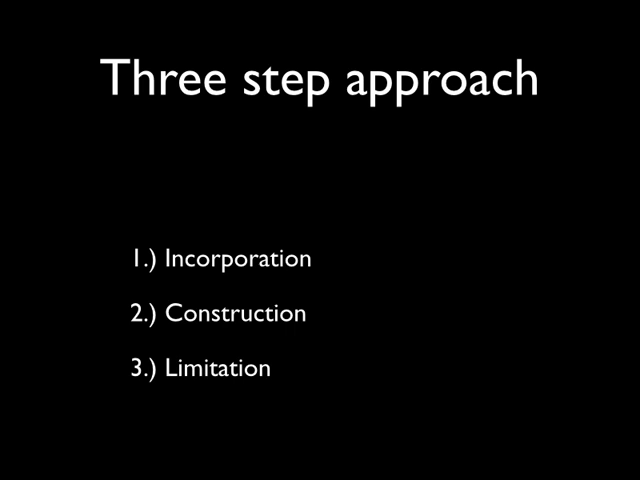 Three step approach
1.) Incorporation
2.) Construction
3.) Limitation